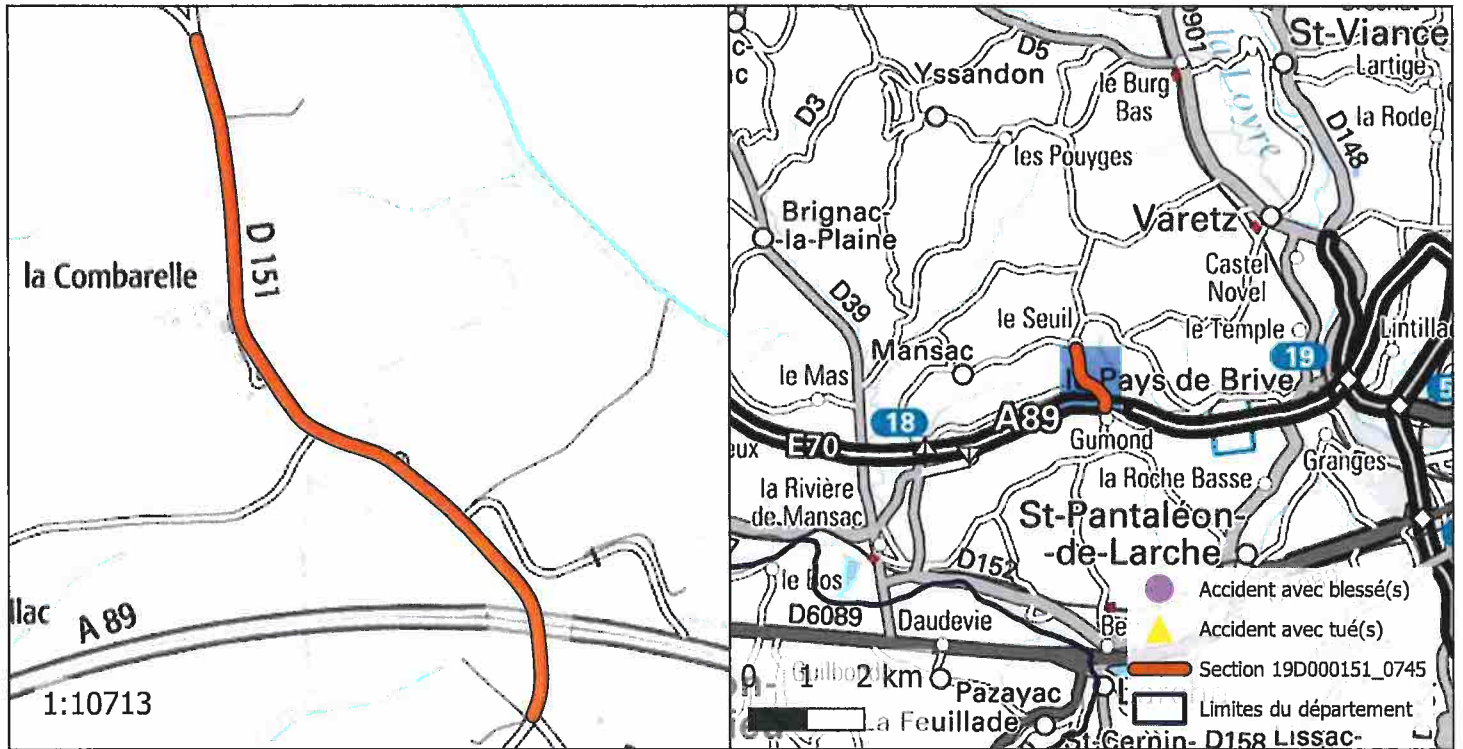 D 151
la Combarelle
A 89
1:10713
St-Viance
D5
Lartige
Yssandon
le Burg
Bas
la Loyre
D3
la Rode
les Pouyges
D148
Brignac-
-la-Plaine
Varetz
Castel
Novel
D39
le Seuil
le Temple
Mansac
19
Pays de Brive
le Mas
18
A89
E70
Gumond
Granges
la Roche Basse
la Rivière
de Mansac
St-Pantaléon-
-de-Larche
D152
le Bos
D6089
Daudevie
Accident avec blessé(s)
Accident avec tué(s)
Section 19D000151_0745
Limites du département
0 1 2 km
Pazayac
La Feuillade
D158 Lissac-